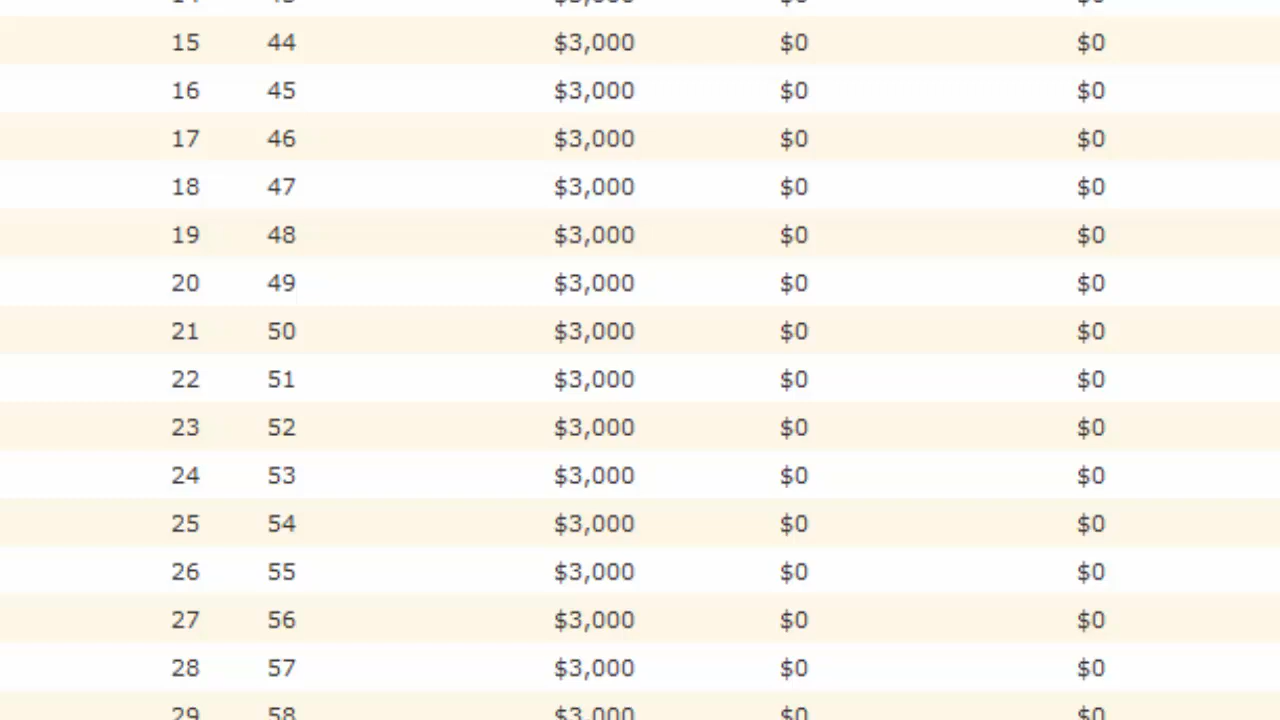 15 44 $3,000 $0 $0
16 45 $3,000 $0 $0
17 46 $3,000 $0 $0
18 47 $3,000 $0 $0
19 48 $3,000 $0 $0
20 49 $3,000 $0 $0
21 50 $3,000 $0 $0
22 51 $3,000 $0 $0
23 52 $3,000 $0 $0
24 53 $3,000 $0 $0
25 54 $3,000 $0 $0
26 55 $3,000 $0 $0
27 56 $3,000 $0 $0
28 57 $3,000 $0 $0
29 58 $3,000 $0 $0